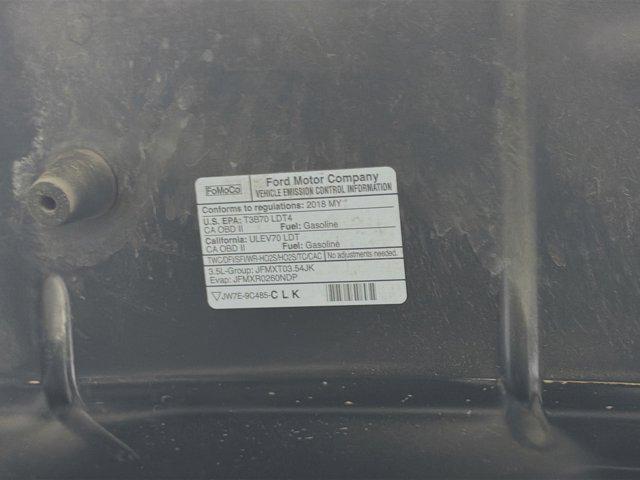 FoMoCo Ford Motor Company
VEHICLE EMISSION CONTROL INFORMATION
Conforms to regulations: 2018 MY
U.S. EPA: T3B70 LDT4
CA OBD II Fuel: Gasoline
California: ULEV70 LDT
CA OBD II Fuel: Gasoline
TWC/DFI/SFI/WR-HO2S/HO2S/TC/CAC No adjustments needed.
3.5L-Group: JFMXT03.54JK
Evap: JFMXR0260NDP
JW7E-9C485-CLK